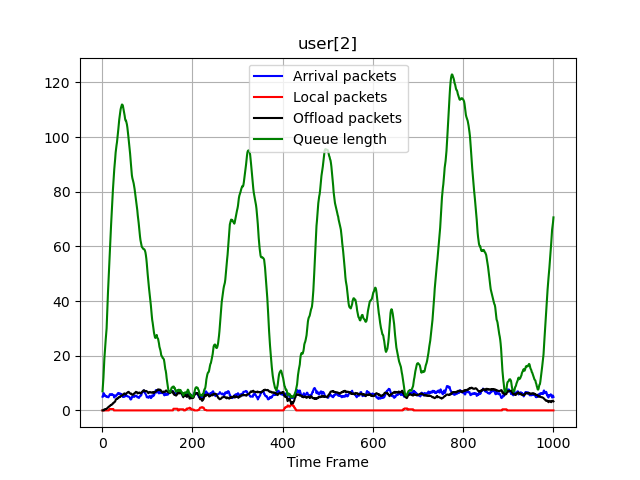 user[2]
Arrival packets
Local packets
Offload packets
Queue length
120
100
80
60
40
20
0
0 200 400 600 800 1000
Time Frame